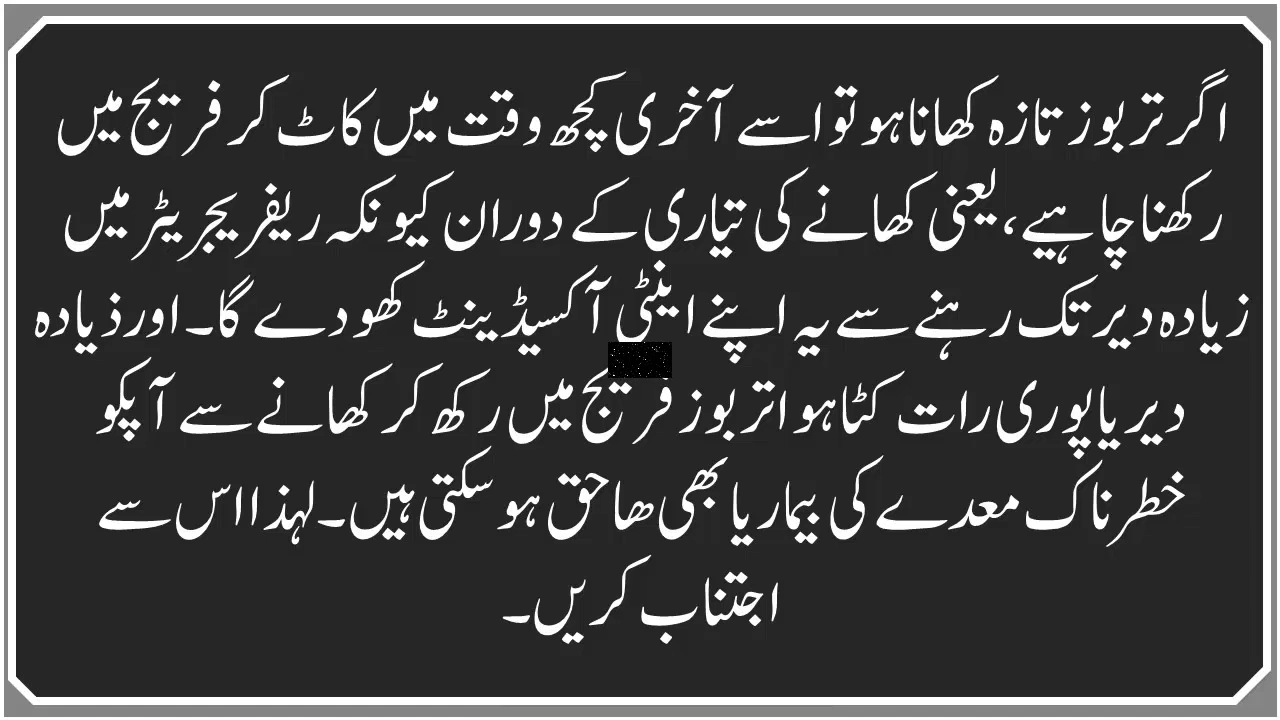 اگر تربوز تازہ کھانا ہو تو اسے آخری کچھ وقت میں کاٹ کر فریج میں
رکھنا چاہیے، یعنی کھانے کی تیاری کے دوران کیونکہ ریفریجریٹر میں
زیادہ دیر تک رہنے سے یہ اپنے اینٹی آکسیڈینٹ کھو دے گا۔ اور ذیادہ
دیر یا پوری رات کٹا ہوا تربوز فریج میں رکھ کر کھانے سے آپکو
خطرناک معدے کی بیماریا بھی ھاحق ہو سکتی ہیں۔ لہذا اس سے
اجتناب کریں۔